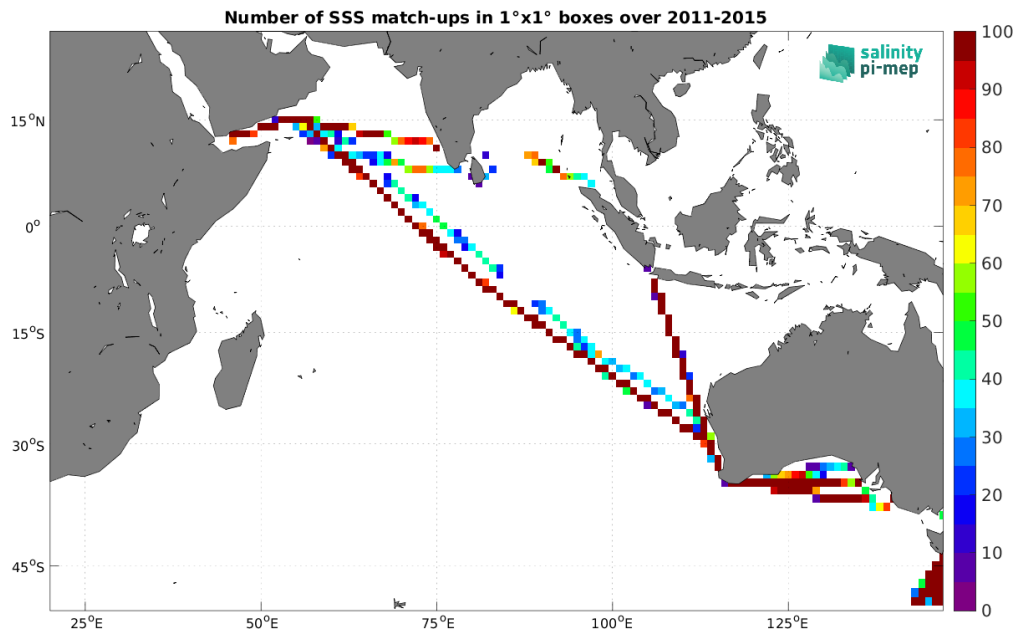 Number of SSS match-ups in 1°x1° boxes over 2011-2015
salinity
pi-mep
100
90
80
70
60
50
40
30
20
10
0
15°N
0°
15°S
30°S
45°S
25°E
50°E
75°E
100°E
125°E